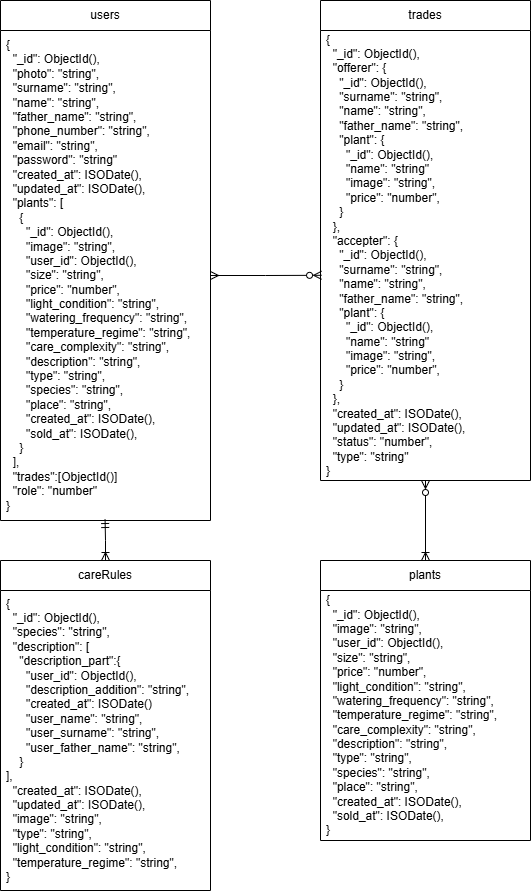 users
{
"_id": ObjectId(),
"photo": "string",
"surname": "string",
"name": "string",
"father_name": "string",
"phone_number": "string",
"email": "string",
"password": "string"
"created_at": ISODate(),
"updated_at": ISODate(),
"plants": [
{
"_id": ObjectId(),
"image": "string",
"user_id": ObjectId(),
"size": "string",
"price": "number",
"light_condition": "string",
"watering_frequency": "string",
"temperature_regime": "string",
"care_complexity": "string",
"description": "string",
"type": "string",
"species": "string",
"place": "string",
"created_at": ISODate(),
"sold_at": ISODate(),
}
],
"trades":[ObjectId()]
"role": "number"
}
trades
{
"_id": ObjectId(),
"offerer": {
"_id": ObjectId(),
"surname": "string",
"name": "string",
"father_name": "string",
"plant": {
"_id": ObjectId(),
"name": "string"
"image": "string",
"price": "number",
}
},
"accepter": {
"_id": ObjectId(),
"surname": "string",
"name": "string",
"father_name": "string",
"plant": {
"_id": ObjectId(),
"name": "string"
"image": "string",
"price": "number",
}
},
"created_at": ISODate(),
"updated_at": ISODate(),
"status": "number",
"type": "string"
}
careRules
{
"_id": ObjectId(),
"species": "string",
"description": [
"description_part":{
"user_id": ObjectId(),
"description_addition": "string",
"created_at": ISODate()
"user_name": "string",
"user_surname": "string",
"user_father_name": "string",
}
],
"created_at": ISODate(),
"updated_at": ISODate(),
"image": "string",
"type": "string",
"light_condition": "string",
"temperature_regime": "string",
}
plants
{
"_id": ObjectId(),
"image": "string",
"user_id": ObjectId(),
"size": "string",
"price": "number",
"light_condition": "string",
"watering_frequency": "string",
"temperature_regime": "string",
"care_complexity": "string",
"description": "string",
"type": "string",
"species": "string",
"place": "string",
"created_at": ISODate(),
"sold_at": ISODate(),
}